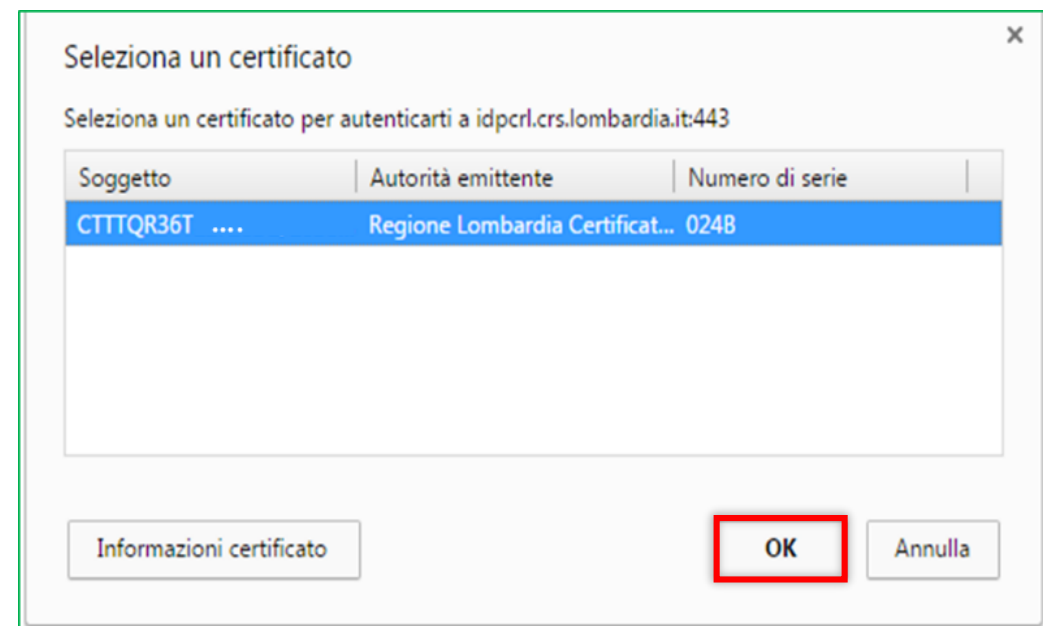 ×
Seleziona un certificato
Seleziona un certificato per autenticarti a idpcrl.crs.lombardia.it:443
Soggetto Autorità emittente Numero di serie
CTTTQR36T .... Regione Lombardia Certificat... 024B
Informazioni certificato OK Annulla